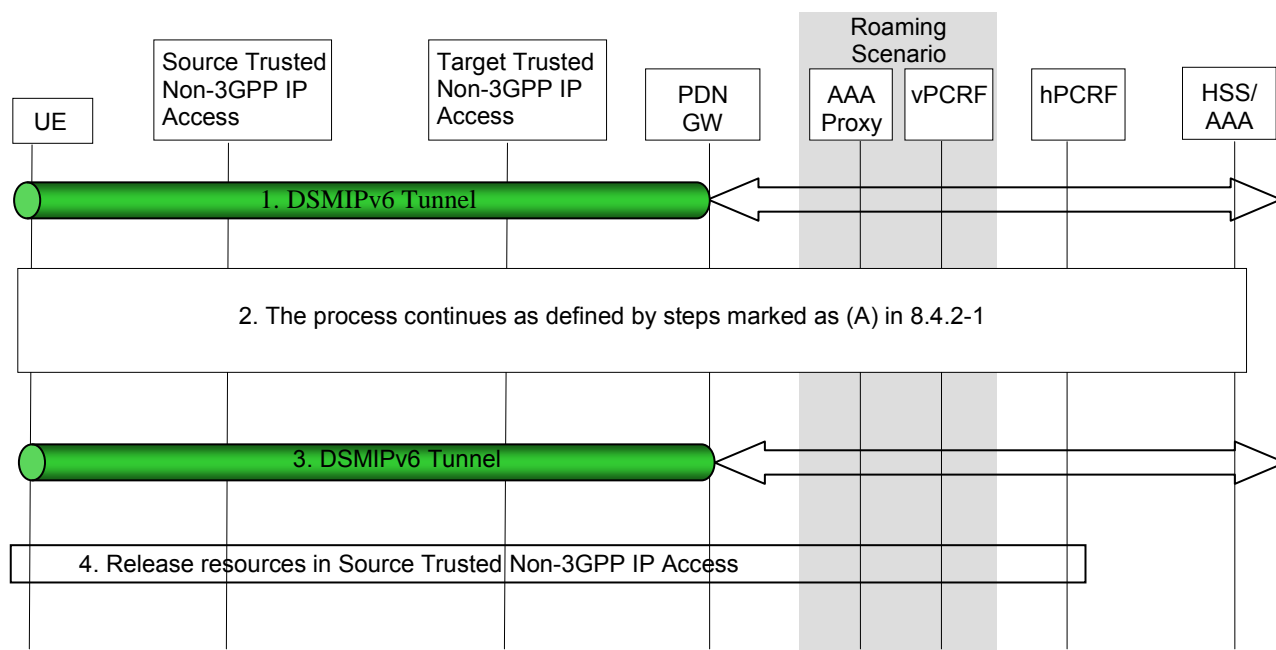 Roaming
Scenario
Source Trusted
Non-3GPP IP
Access
Target Trusted
Non-3GPP IP
Access
UE
PDN
GW
AAA
Proxy
vPCRF
hPCRF
HSS/
AAA
1. DSMIPv6 Tunnel
2. The process continues as defined by steps marked as (A) in 8.4.2-1
3. DSMIPv6 Tunnel
4. Release resources in Source Trusted Non-3GPP IP Access